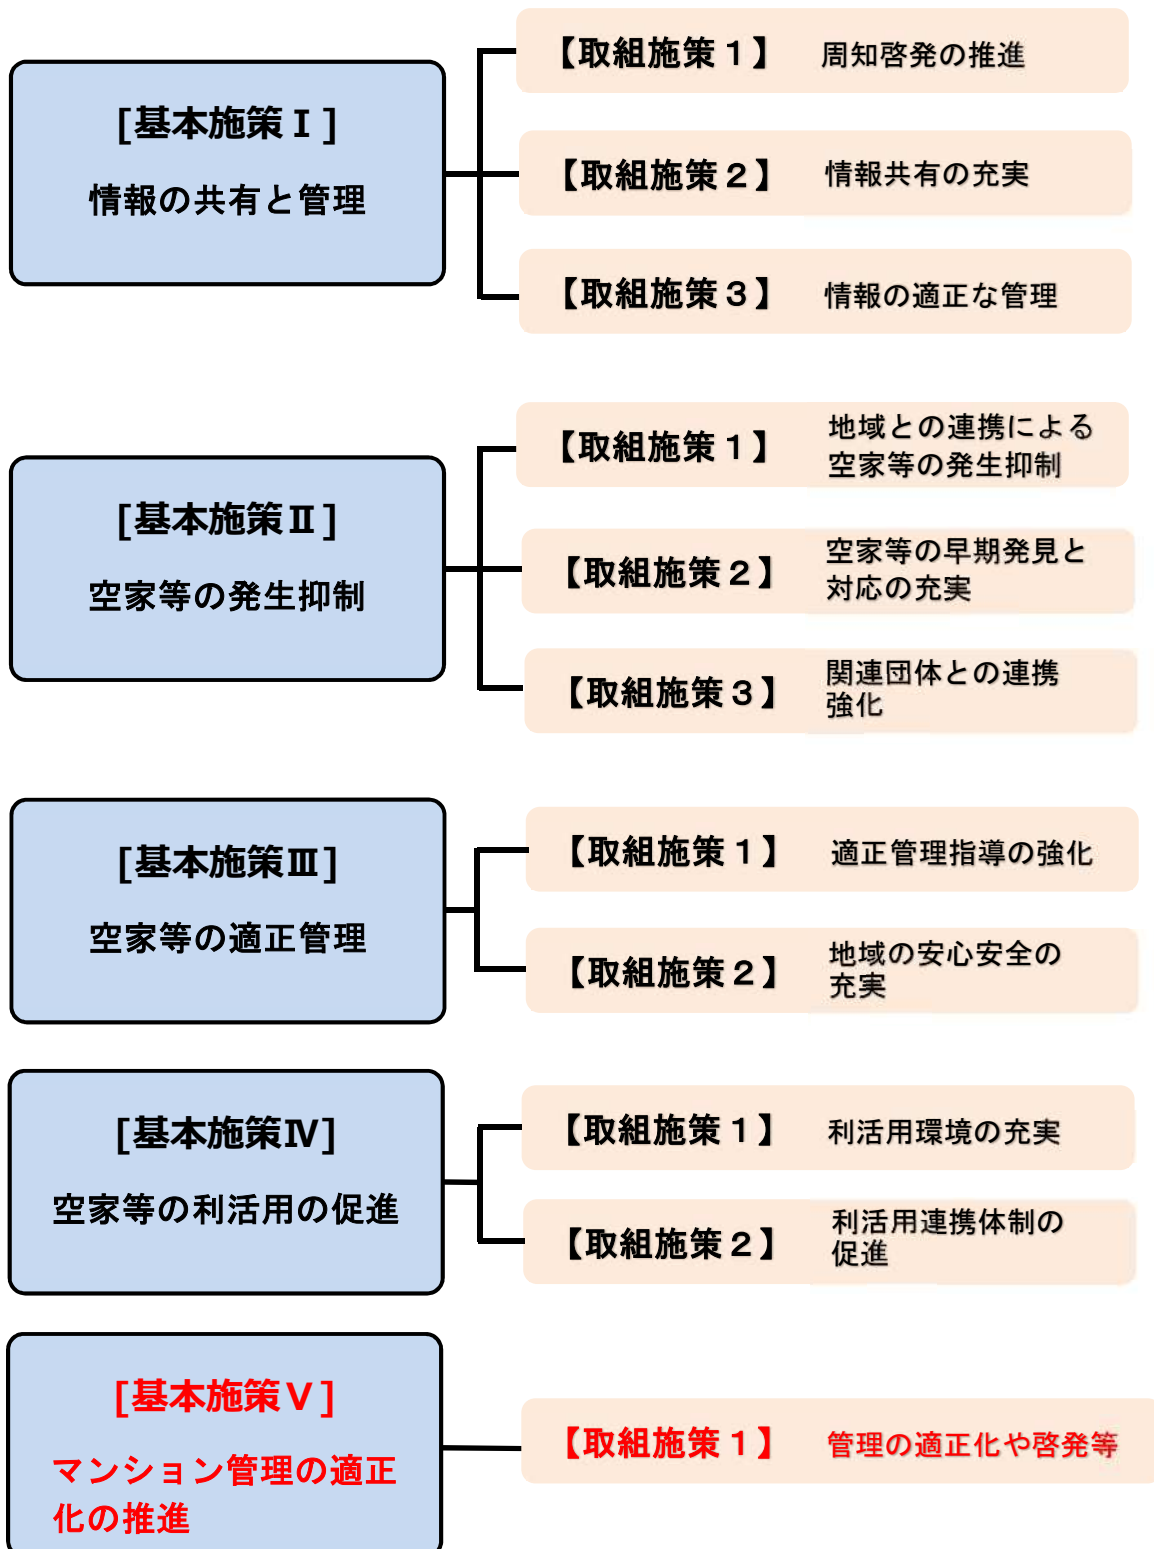 [基本施策Ⅰ]
情報の共有と管理
【取組施策１】 周知啓発の推進
【取組施策２】 情報共有の充実
【取組施策３】 情報の適正な管理
[基本施策Ⅱ]
空家等の発生抑制
【取組施策１】 地域との連携による
空家等の発生抑制
【取組施策２】 空家等の早期発見と
対応の充実
【取組施策３】 関連団体との連携
強化
[基本施策Ⅲ]
空家等の適正管理
【取組施策１】 適正管理指導の強化
【取組施策２】 地域の安心安全の
充実
[基本施策Ⅳ]
空家等の利活用の促進
【取組施策１】 利活用環境の充実
【取組施策２】 利活用連携体制の
促進
[基本施策Ⅴ]
マンション管理の適正
化の推進
【取組施策１】 管理の適正化や啓発等